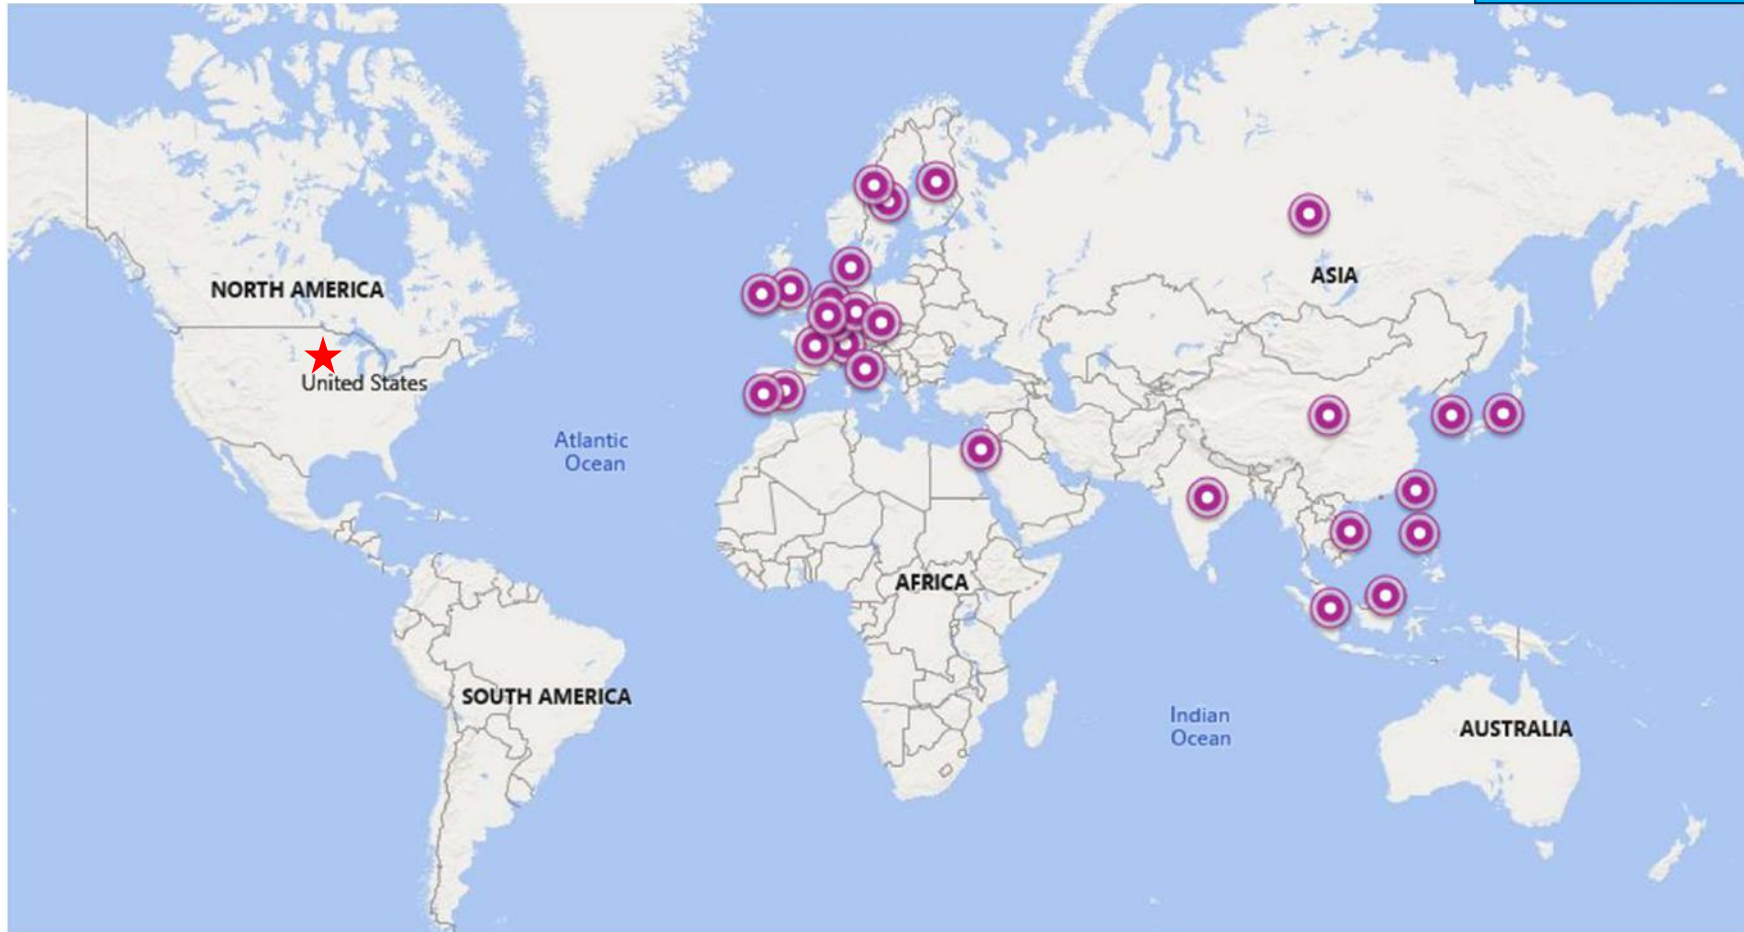 NORTH AMERICA
ASIA
United States
Atlantic
Ocean
AFRICA
SOUTH AMERICA
Indian
Ocean
AUSTRALIA